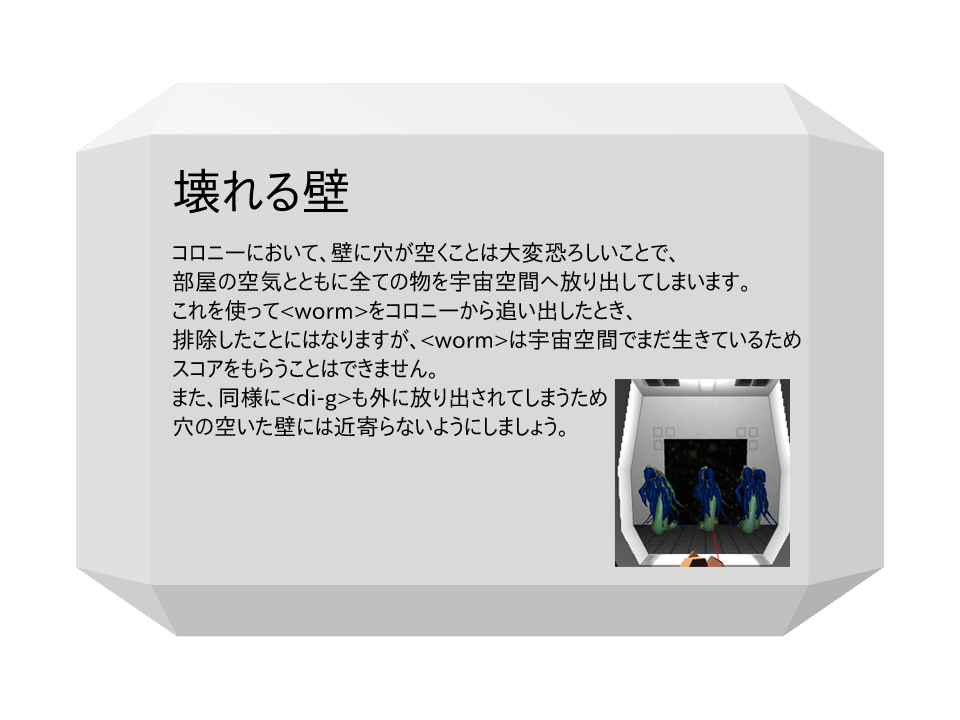 壊れる壁
コロニーにおいて、壁に穴が空くことは大変恐ろしいことで、
部屋の空気とともに全ての物を宇宙空間へ放り出してしまいます。
これを使って<worm>をコロニーから追い出したとき、
排除したことにはなりますが、<worm>は宇宙空間でまだ生きているため
スコアをもらうことはできません。
また、同様に<di-g>も外に放り出されてしまうため
穴の空いた壁には近寄らないようにしましょう。